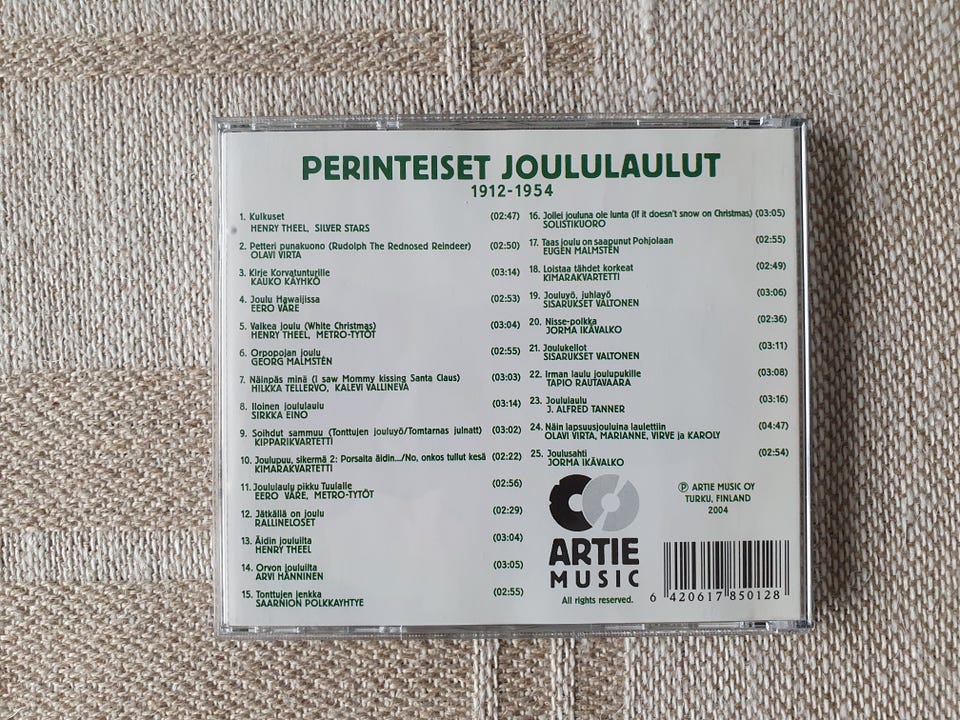 PERINTEISET JOULULAULUT
1912-1954
1. Kulkuset (02:47)
HENRY THEEL, SILVER STARS
2. Petteri punakuono (Rudolph The Rednosed Reindeer) (02:50)
OLAVI VIRTA
3. Kirje Korvatunturille (03:14)
KAUKO KÄYHKÖ
4. Joulu Hawaijissa (02:53)
EERO VÄRE
5. Valkea joulu (White Christmas) (03:04)
HENRY THEEL, METRO-TYTÖT
6. Orpopojan joulu (02:55)
GEORG MALMSTÉN
7. Näinpäs minä (I saw Mommy kissing Santa Claus) (03:03)
HILKKA TELLERVO, KALEVI VALLINEVA
8. Iloinen joululaulu (03:14)
SIRKKA EINO
9. Soihdut sammuu (Tonttujen jouluyö/Tomtarnas julnatt) (03:02)
KIPPARIKVARTETTI
10. Joulupuu, sikermä 2: Porsaita äidin.../No, onkos tullut kesä (02:22)
KIMARAKVARTETTI
11. Joululaulu pikku Tuulalle (02:56)
EERO VÄRE, METRO-TYTÖT
12. Jätkällä on joulu (02:29)
RALLINELOSET
13. Äidin jouluilta (03:04)
HENRY THEEL
14. Orvon jouluilta (03:05)
ARVI HÄNNINEN
15. Tonttujen jenkka (02:55)
SAARNION POLKKAYHTYE
16. Jollei jouluna ole lunta (If it doesn't snow on Christmas) (03:05)
SOLISTIKUORO
17. Taas joulu on saapunut Pohjolaan (02:55)
EUGEN MALMSTÉN
18. Loistaa tähdet korkeat (02:49)
KIMARAKVARTETTI
19. Jouluyö, juhlayö (03:06)
SISARUKSET VALTONEN
20. Nisse-polkka (02:36)
JORMA IKÄVALKO
21. Joulukellot (03:11)
SISARUKSET VALTONEN
22. Irman laulu joulupukille (03:08)
TAPIO RAUTAVAARA
23. Joululaulu (03:16)
J. ALFRED TANNER
24. Näin lapsuusjouluina laulettiin (04:47)
OLAVI VIRTA, MARIANNE, VIRVE ja KAROLY
25. Joulusahti (02:54)
JORMA IKÄVALKO
ARTIE
MUSIC
All rights reserved.
Ⓟ ARTIE MUSIC OY
TURKU, FINLAND
2004
6 420617 850128